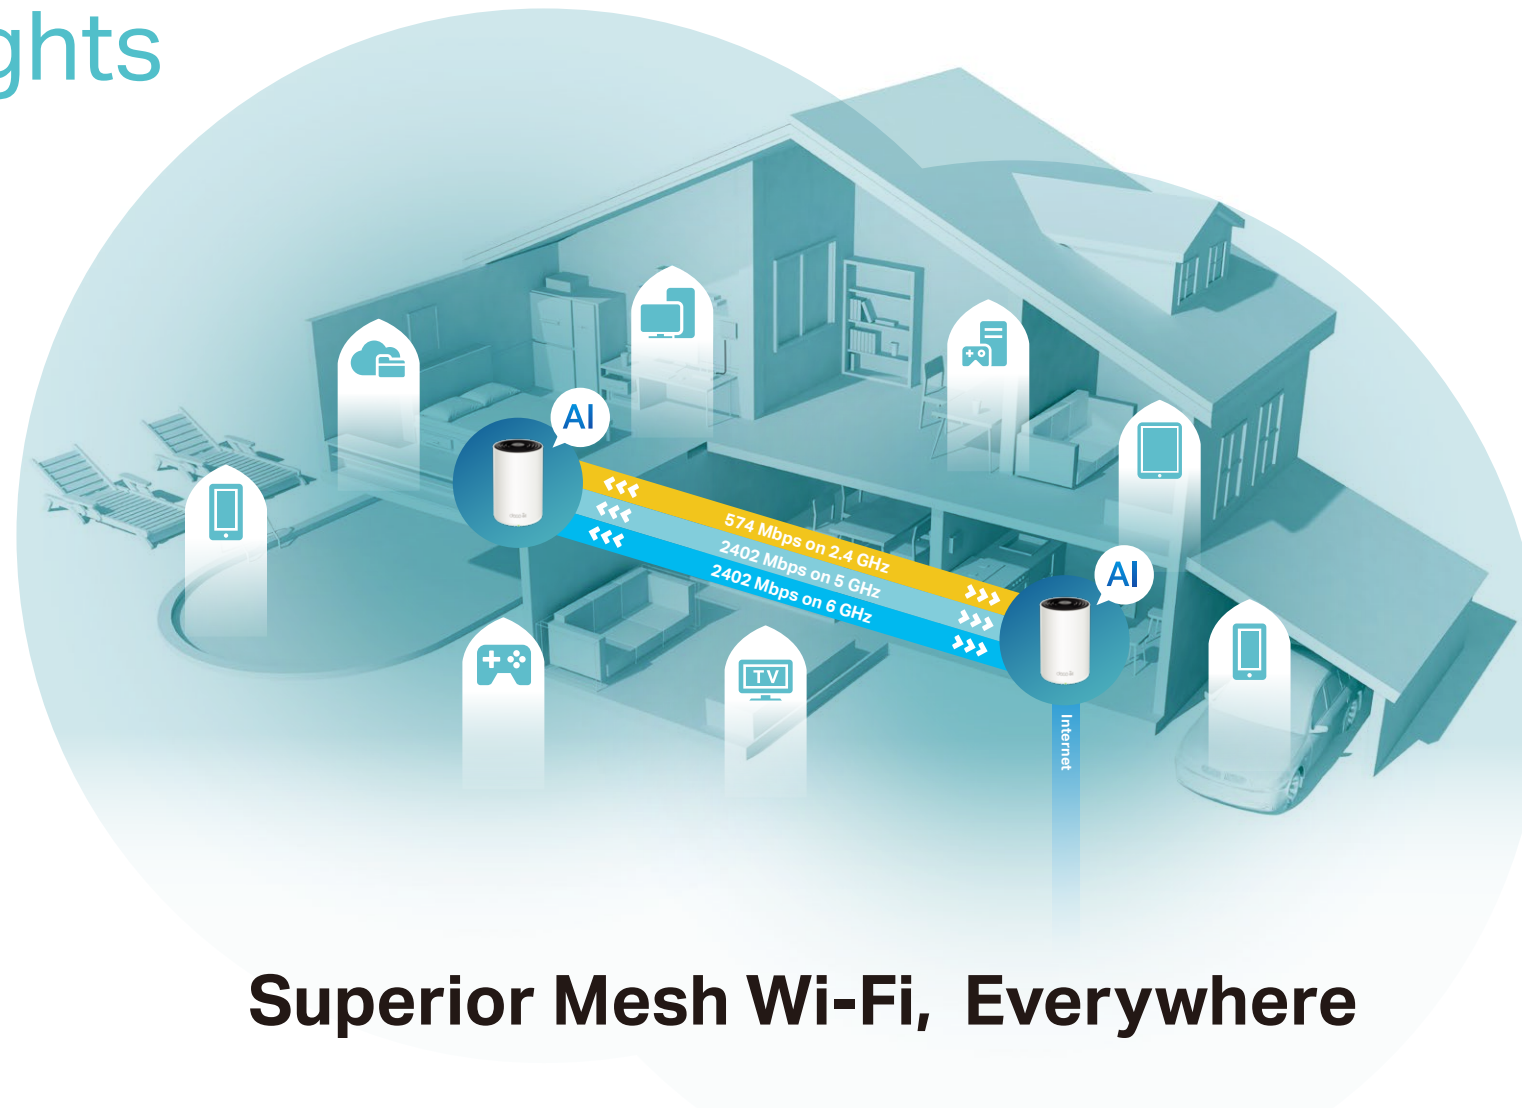 ghts
AI
574 Mbps on 2.4 GHz
2402 Mbps on 5 GHz
2402 Mbps on 6 GHz
AI
TV
Internet
Superior Mesh Wi-Fi, Everywhere